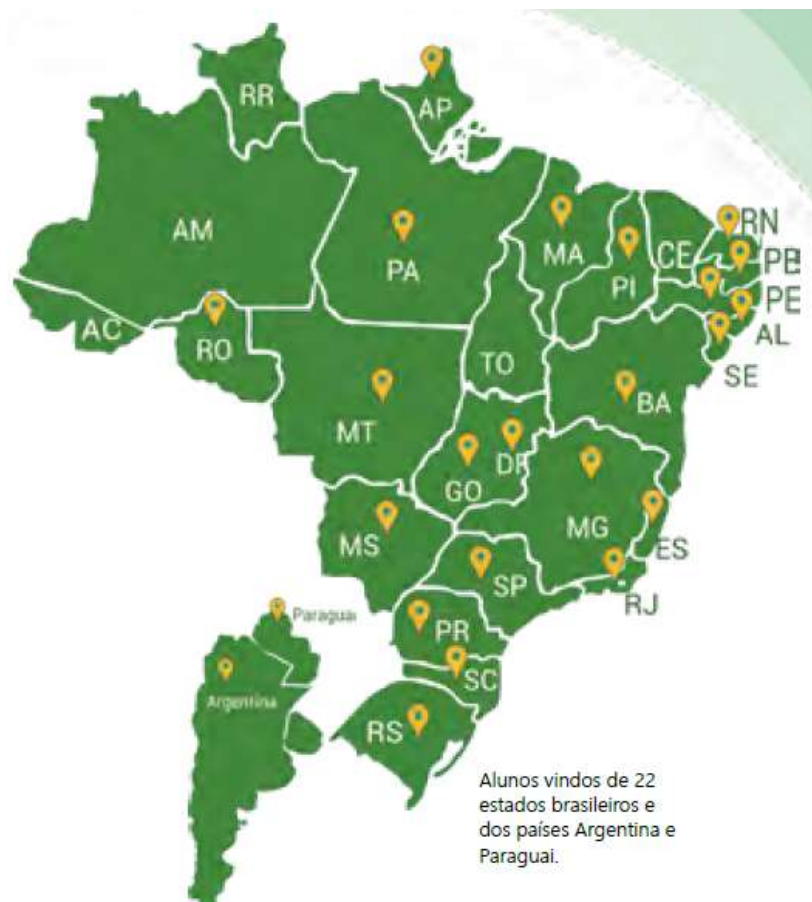 RR
AP
AM
PA
MA
CE
RN
PB
PI
PE
AC
AL
RO
TO
SE
MT
BA
DF
GO
MG
MS
ES
SP
RJ
Paraguai
PR
SC
Argentina
RS
Alunos vindos de 22
estados brasileiros e
dos países Argentina e
Paraguai.